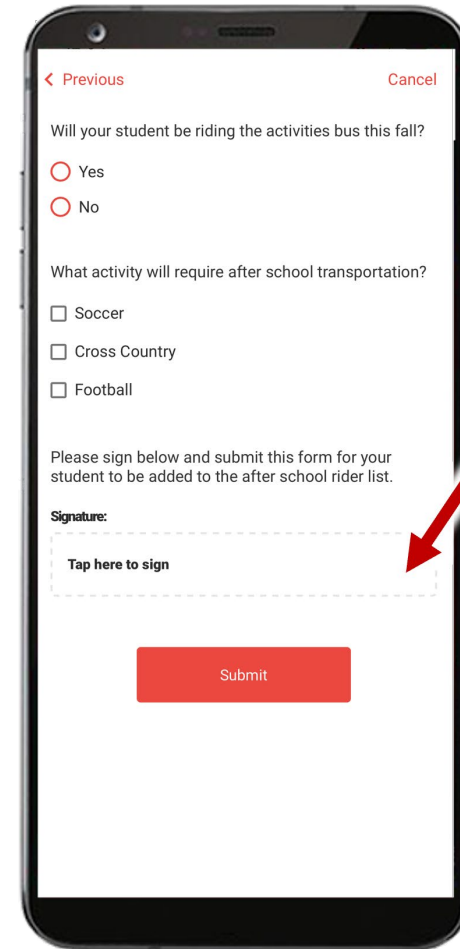 Previous
Cancel
Will your student be riding the activities bus this fall?
Yes
No
What activity will require after school transportation?
Soccer
Cross Country
Football
Please sign below and submit this form for your
student to be added to the after school rider list.
Signature:
Tap here to sign
Submit